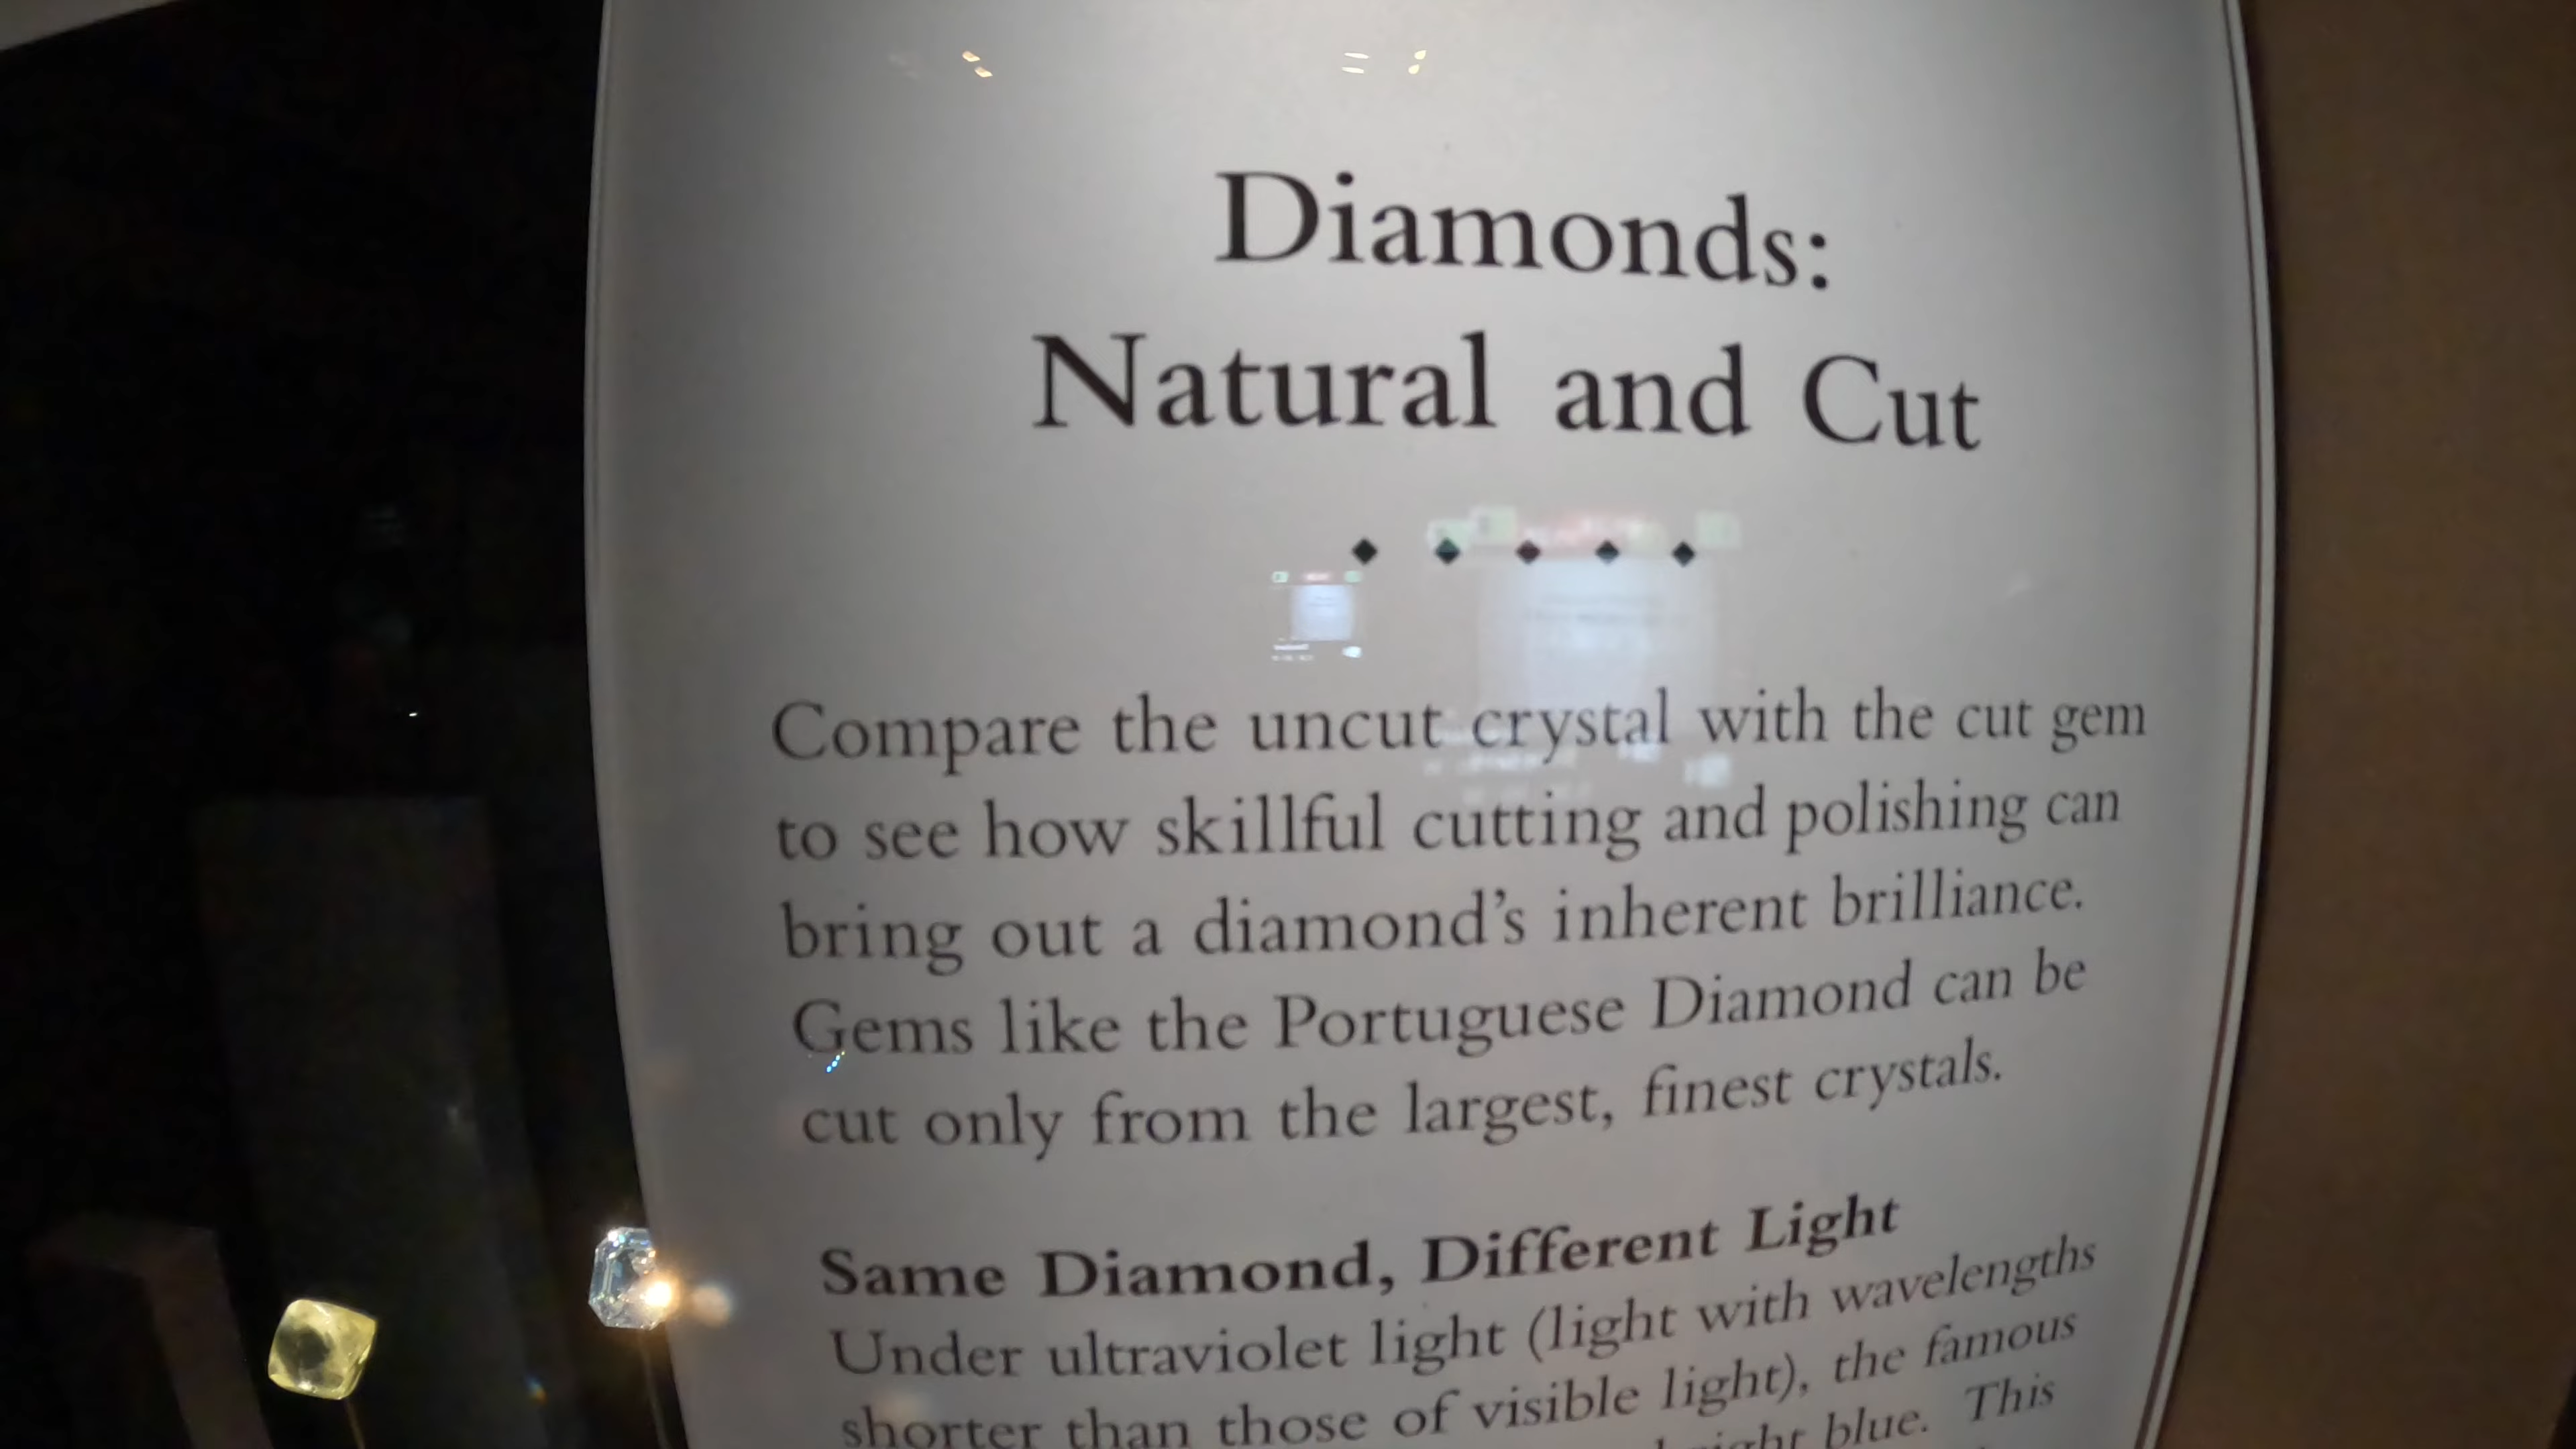 Diamonds:
Natural and Cut
Compare the uncut crystal with the cut gem
to see how skillful cutting and polishing can
bring out a diamond's inherent brilliance.
Gems like the Portuguese Diamond can be
cut only from the largest, finest crystals.
Same Diamond, Different Light
Under ultraviolet light (light with wavelengths
shorter than those of visible light), the famous
blue. This